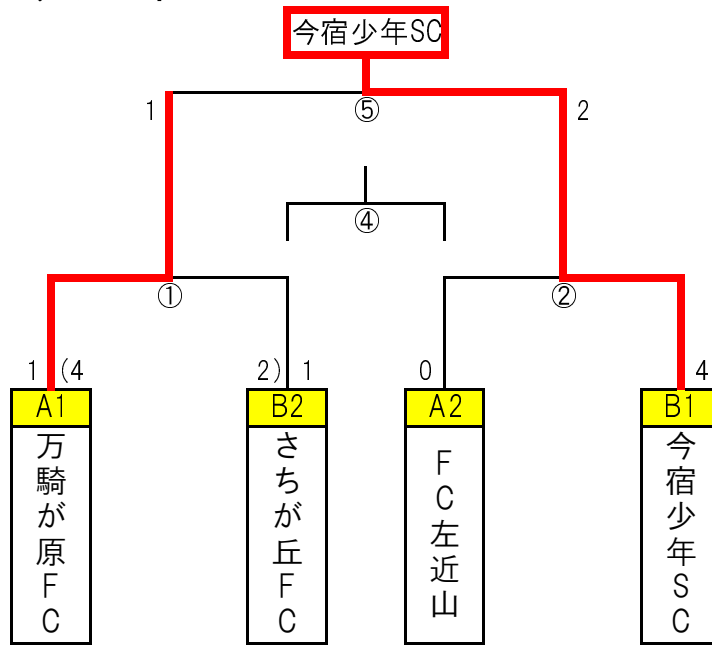 今宿少年SC
1 ⑤ 2
④
① ②
1 (4 2) 1 0 4
A1 B2 A2 B1
万騎が原FC
さちが丘FC
FC左近山
今宿少年SC